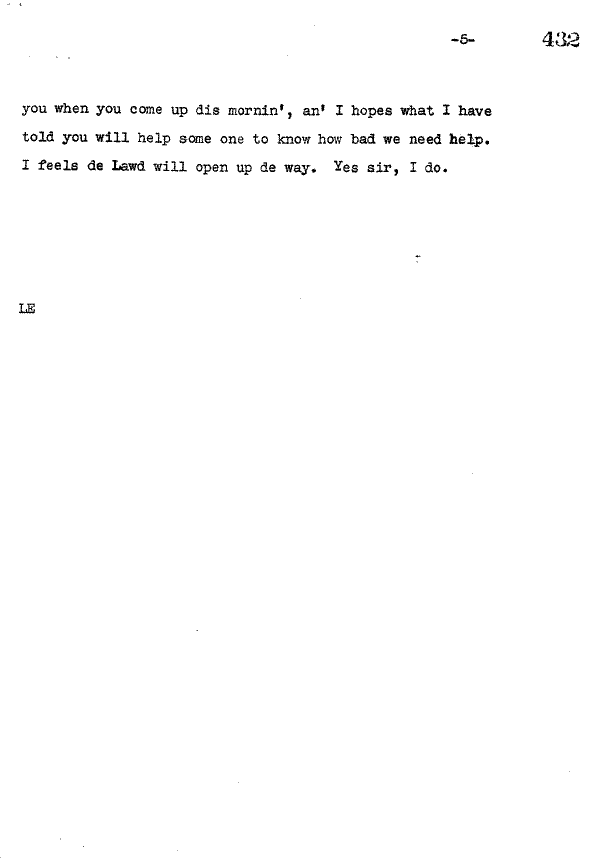 -5- 432
you when you come up dis mornin', an' I hopes what I have
told you will help some one to know how bad we need help.
I feels de Lawd will open up de way. Yes sir, I do.
LE